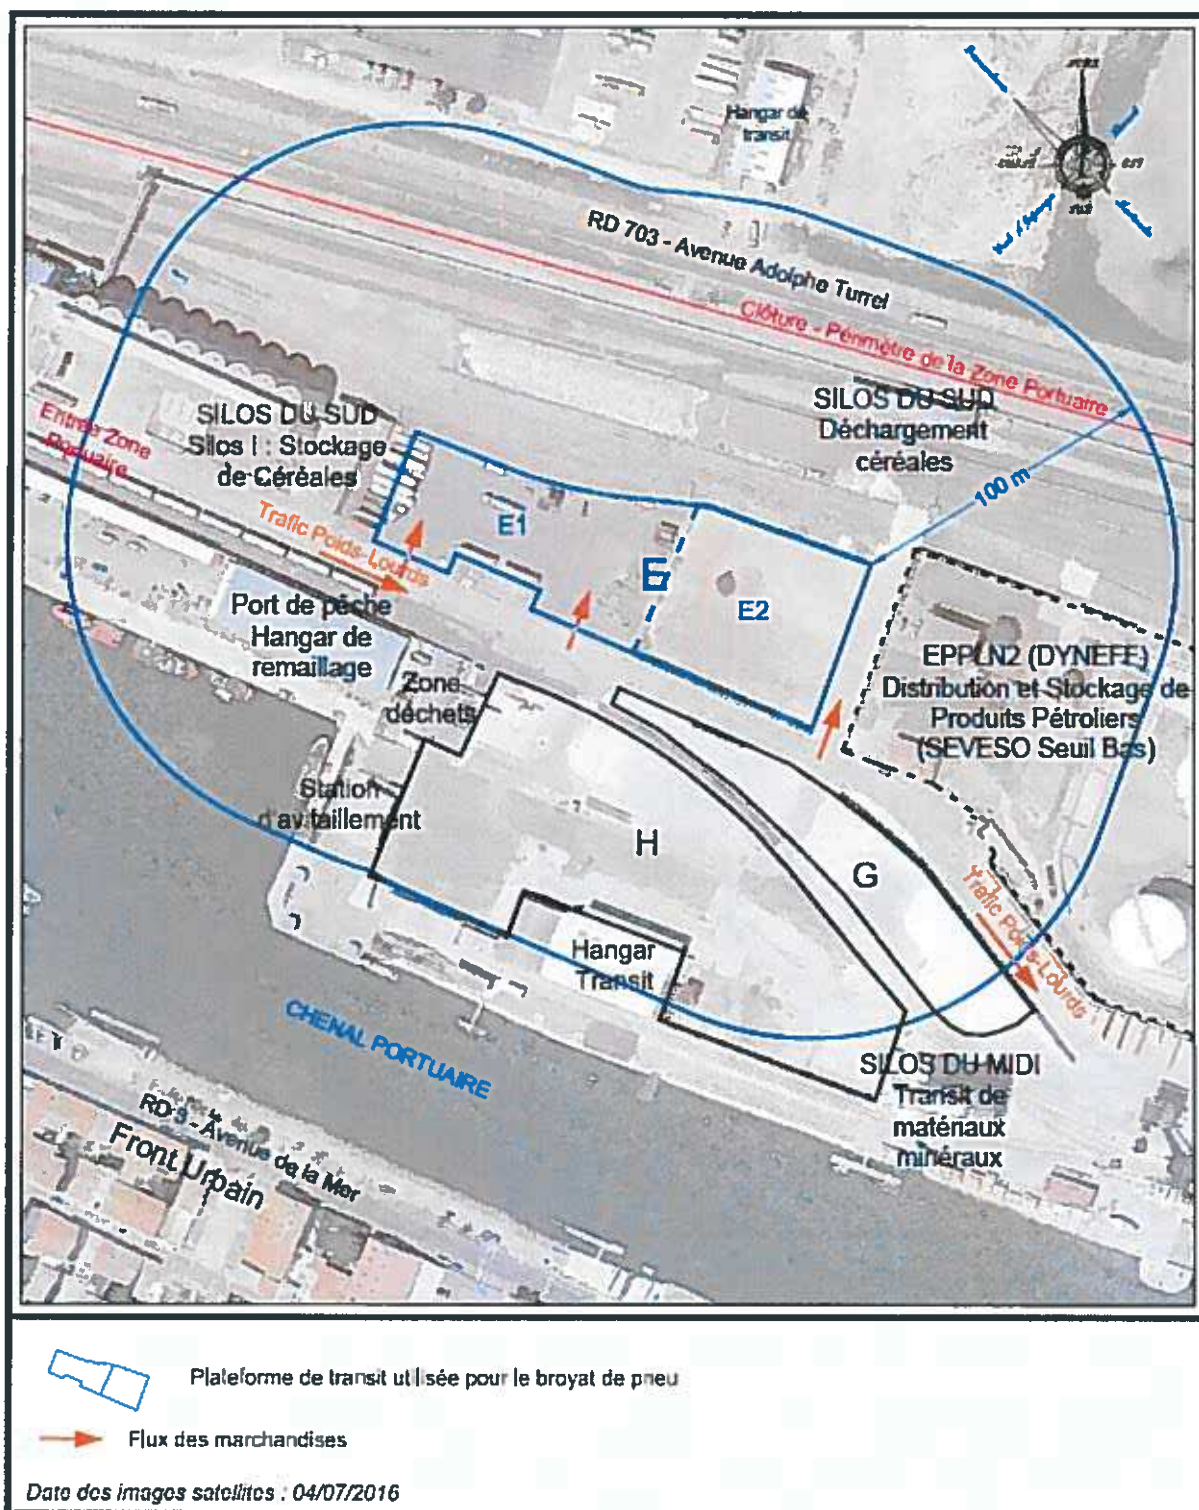 Hangar de
transit
EST
SUD
RD 703 - Avenue Adolphe Turrel
Clôture - Périmètre de la Zone Portuaire
SILOS DU SUD
Silos I : Stockage
de Céréales
SILOS DU SUD
Déchargement
céréales
Entrée Zone
Portuaire
100 m
Trafic Poids-Lourds
E1
E
E2
Port de pêche
Hangar de
remaillage
Zone
déchets
EPPLN2 (DYNEFF)
Distribution et Stockage de
Produits Pétroliers
(SEVESO Seuil Bas)
Station
d'avitaillement
H
G
Trafic Poids-Lourds
Hangar
Transit
CHENAL PORTUAIRE
SILOS DU MIDI
Transit de
matériaux
minéraux
RD 3 - Avenue de la Mer
Front Urbain
Plateforme de transit utilisée pour le broyat de pneu
Flux des marchandises
Date des images satellites : 04/07/2016